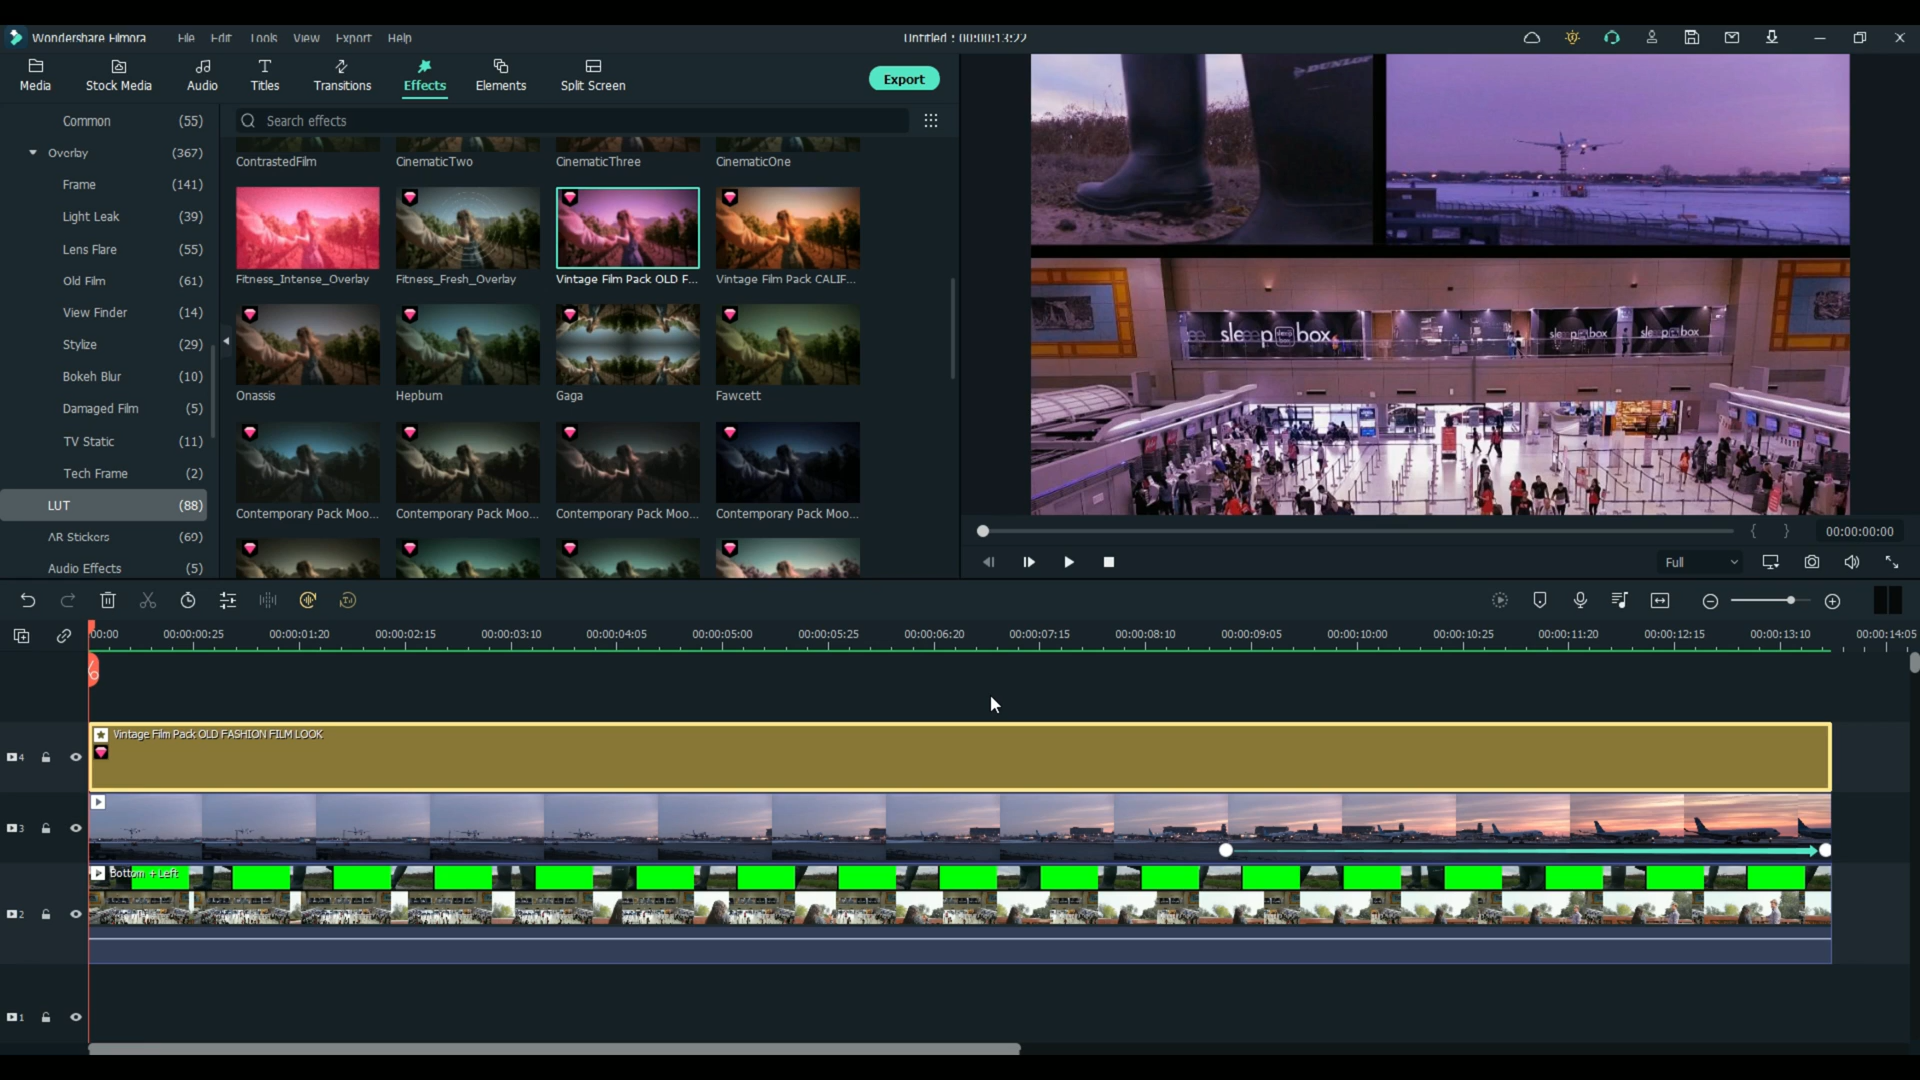 Wondershare Filmora
File
Edit
Tools
View
Export
Help
Untitled : 00:00:13:22
Media
Stock Media
Audio
Titles
Transitions
Effects
Elements
Split Screen
Export
Search effects
Common (55)
Overlay (367)
Frame (141)
Light Leak (39)
Lens Flare (55)
Old Film (61)
View Finder (14)
Stylize (29)
Bokeh Blur (10)
Damaged Film (5)
TV Static (11)
Tech Frame (2)
LUT (88)
AR Stickers (69)
Audio Effects (5)
ContrastedFilm
CinematicTwo
CinematicThree
CinematicOne
Fitness_Intense_Overlay
Fitness_Fresh_Overlay
Vintage Film Pack OLD F...
Vintage Film Pack CALIF...
Onassis
Hepburn
Gaga
Fawcett
Contemporary Pack Moo...
Contemporary Pack Moo...
Contemporary Pack Moo...
Contemporary Pack Moo...
DUNLOP
sleepbox
sleepbox
sleepbox
{ }
00:00:00:00
Full
00:00
00:00:00:25
00:00:01:20
00:00:02:15
00:00:03:10
00:00:04:05
00:00:05:00
00:00:05:25
00:00:06:20
00:00:07:15
00:00:08:10
00:00:09:05
00:00:10:00
00:00:10:25
00:00:11:20
00:00:12:15
00:00:13:10
00:00:14:05
4
Vintage Film Pack OLD FASHION FILM LOOK
3
2
Bottom +Left
1